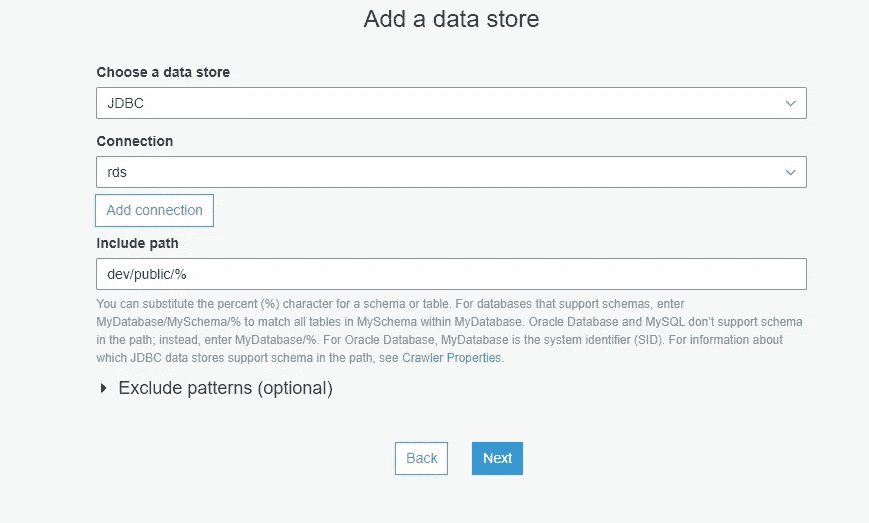 Add a data store
Choose a data store
JDBC
Connection
rds
Add connection
Include path
dev/public/%
You can substitute the percent (%) character for a schema or table. For databases that support schemas, enter
MyDatabase/MySchema/% to match all tables in MySchema within MyDatabase. Oracle Database and MySQL don't support schema
in the path; instead, enter MyDatabase/%. For Oracle Database, MyDatabase is the system identifier (SID). For information about
which JDBC data stores support schema in the path, see Crawler Properties.
Exclude patterns (optional)
Back Next